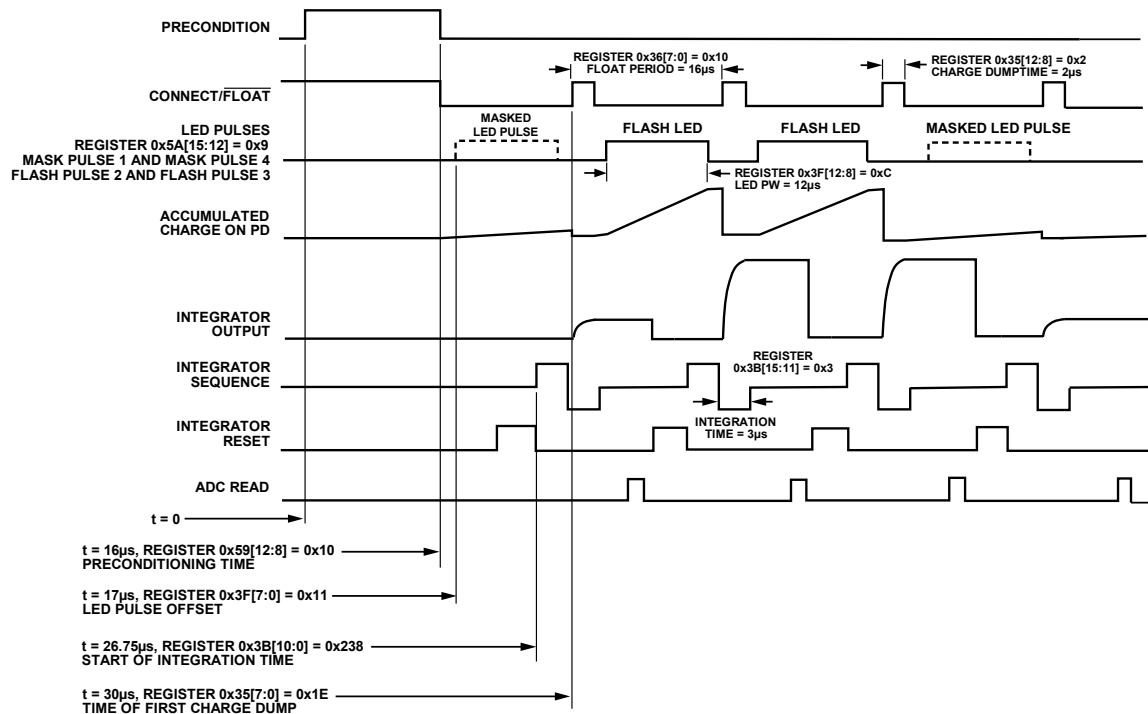 PRECONDITION
REGISTER 0x36[7:0] = 0x10
FLOAT PERIOD = 16µs
REGISTER 0x35[12:8] = 0x2
CHARGE DUMPTIME = 2µs
CONNECT/FLOAT
LED PULSES
REGISTER 0x5A[15:12] = 0x9
MASK PULSE 1 AND MASK PULSE 4
FLASH PULSE 2 AND FLASH PULSE 3
MASKED
LED PULSE
FLASH LED
FLASH LED
MASKED LED PULSE
REGISTER 0x3F[12:8] = 0xC
LED PW = 12µs
ACCUMULATED
CHARGE ON PD
INTEGRATOR
OUTPUT
INTEGRATOR
SEQUENCE
REGISTER
0x3B[15:11] = 0x3
INTEGRATION
TIME = 3µs
INTEGRATOR
RESET
ADC READ
t = 0
t = 16µs, REGISTER 0x59[12:8] = 0x10
PRECONDITIONING TIME
t = 17µs, REGISTER 0x3F[7:0] = 0x11
LED PULSE OFFSET
t = 26.75µs, REGISTER 0x3B[10:0] = 0x238
START OF INTEGRATION TIME
t = 30µs, REGISTER 0x35[7:0] = 0x1E
TIME OF FIRST CHARGE DUMP